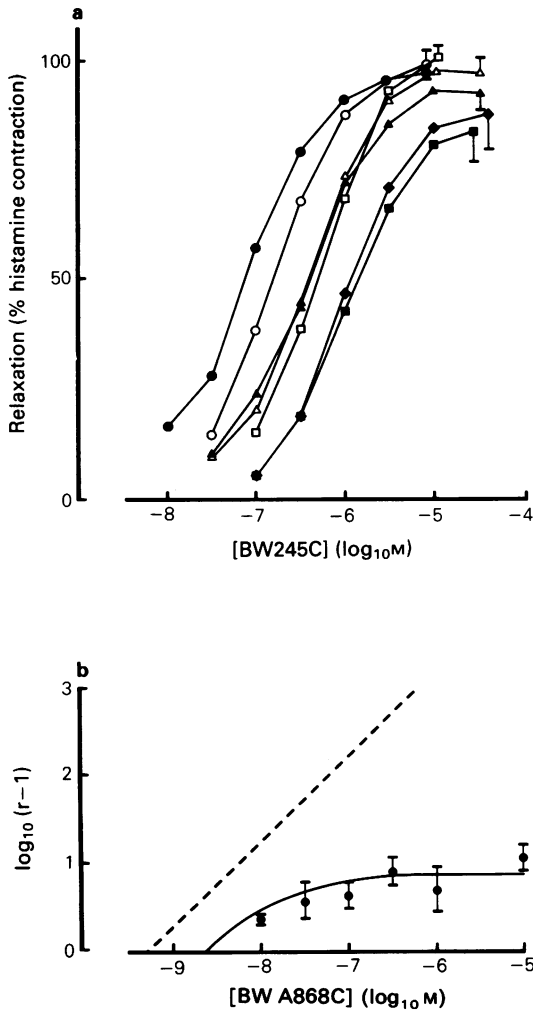 a
100
50
0
Relaxation (% histamine contraction)
−8 −7 −6 −5 −4
[BW245C] (log₁₀M)
b
3
2
1
0
log₁₀ (r−1)
−9 −8 −7 −6 −5
[BW A868C] (log₁₀ M)